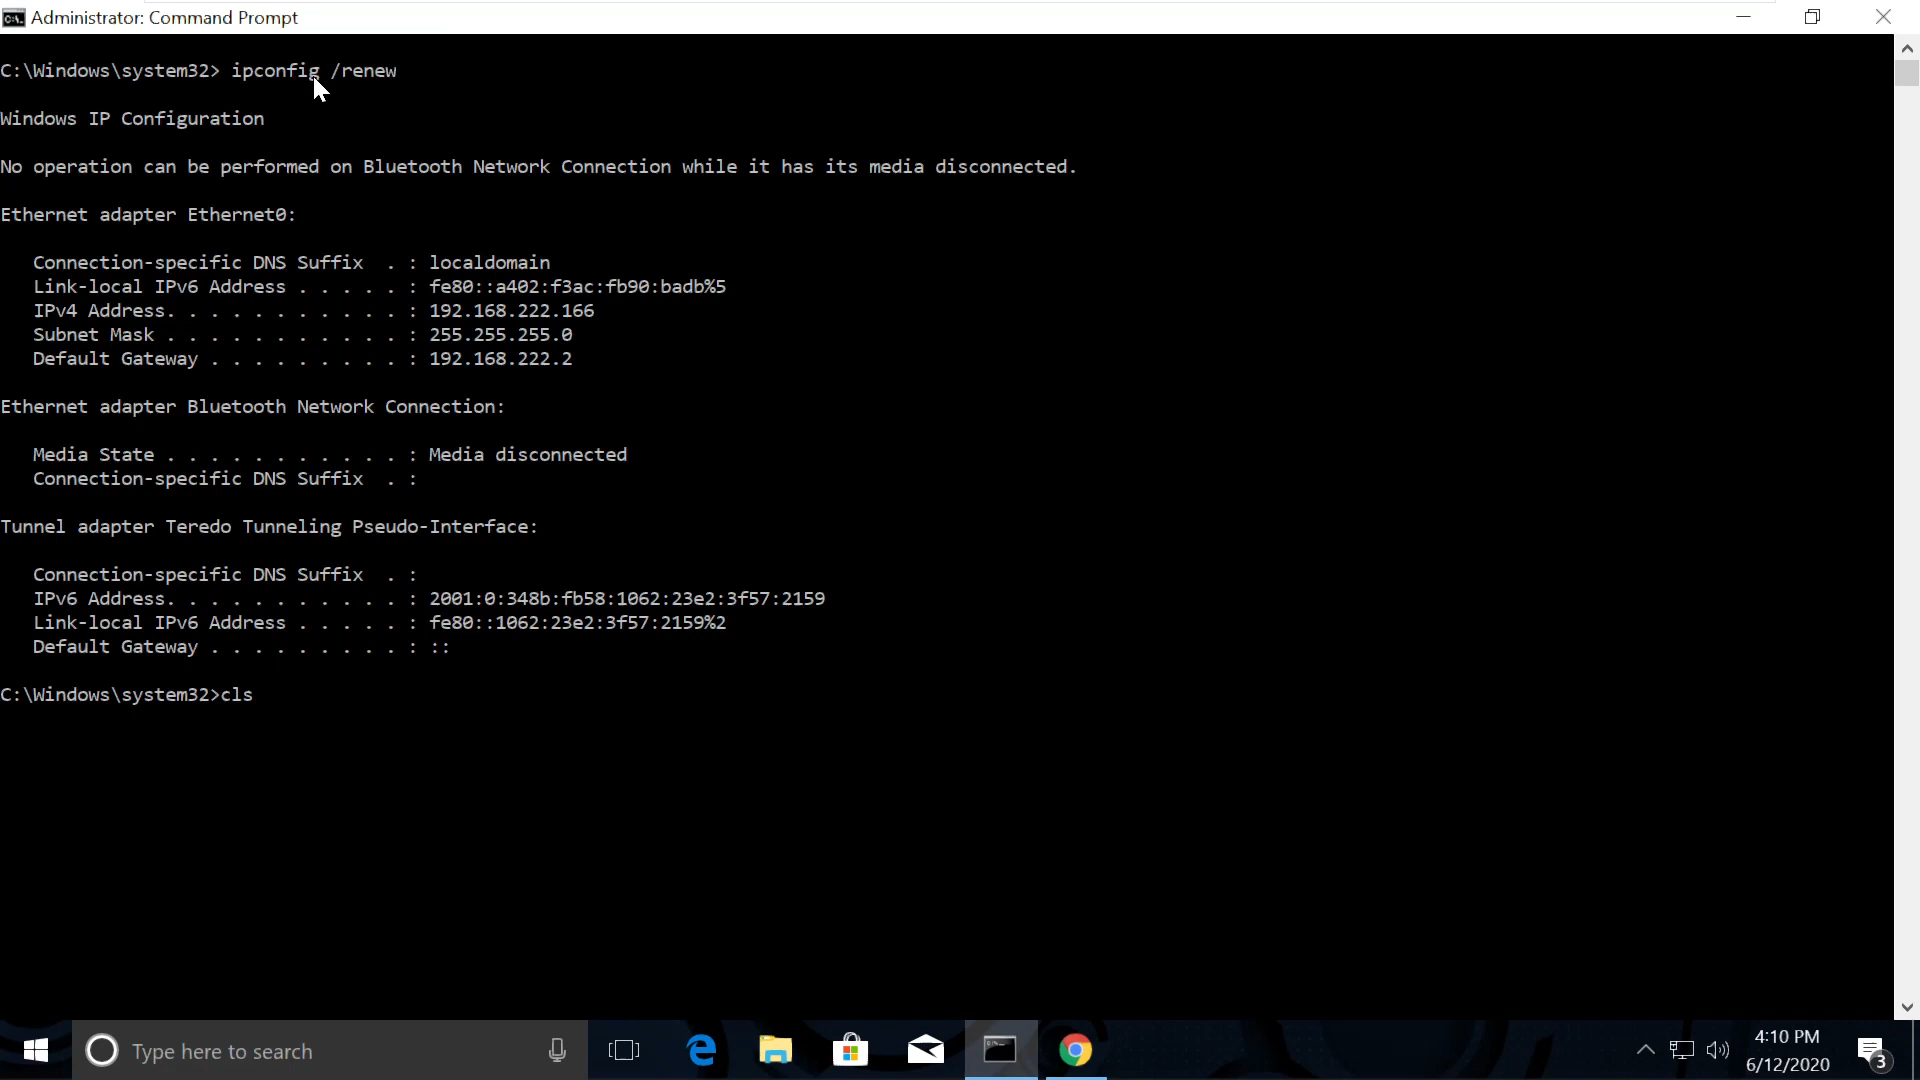 Administrator: Command Prompt
C:\Windows\system32> ipconfig /renew
Windows IP Configuration
No operation can be performed on Bluetooth Network Connection while it has its media disconnected.
Ethernet adapter Ethernet0:
Connection-specific DNS Suffix  . : localdomain
Link-local IPv6 Address . . . . . : fe80::a402:f3ac:fb90:badb%5
IPv4 Address. . . . . . . . . . . : 192.168.222.166
Subnet Mask . . . . . . . . . . . : 255.255.255.0
Default Gateway . . . . . . . . . : 192.168.222.2
Ethernet adapter Bluetooth Network Connection:
Media State . . . . . . . . . . . : Media disconnected
Connection-specific DNS Suffix  . :
Tunnel adapter Teredo Tunneling Pseudo-Interface:
Connection-specific DNS Suffix  . :
IPv6 Address. . . . . . . . . . . : 2001:0:348b:fb58:1062:23e2:3f57:2159
Link-local IPv6 Address . . . . . : fe80::1062:23e2:3f57:2159%2
Default Gateway . . . . . . . . . : ::
C:\Windows\system32>cls
Type here to search
4:10 PM
6/12/2020
3